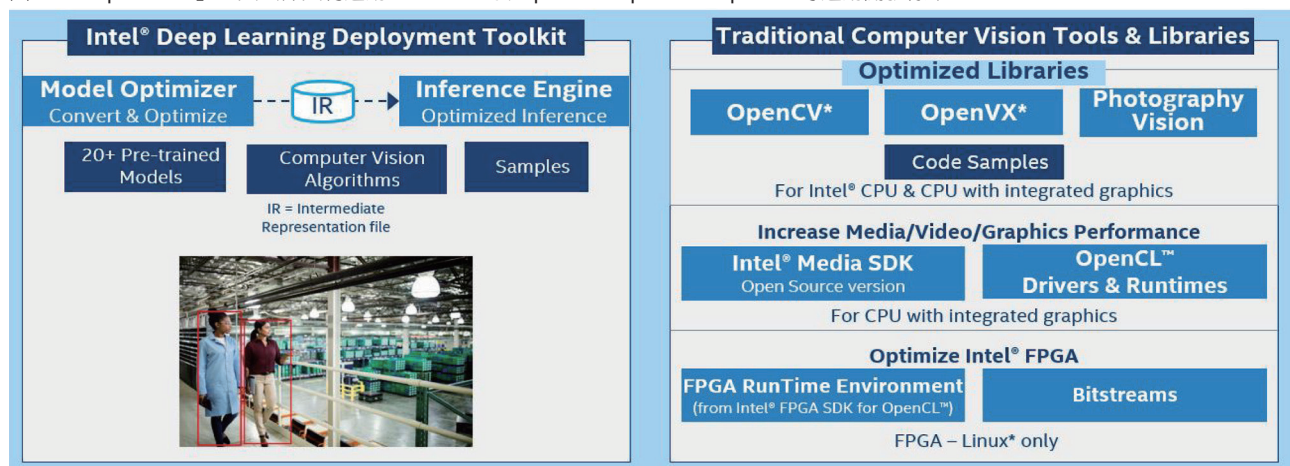 Intel® Deep Learning Deployment Toolkit
Model Optimizer
Convert & Optimize
IR
Inference Engine
Optimized Inference
20+ Pre-trained
Models
Computer Vision
Algorithms
Samples
IR = Intermediate
Representation file
Traditional Computer Vision Tools & Libraries
Optimized Libraries
OpenCV*
OpenVX*
Photography
Vision
Code Samples
For Intel® CPU & CPU with integrated graphics
Increase Media/Video/Graphics Performance
Intel® Media SDK
Open Source version
OpenCL™
Drivers & Runtimes
For CPU with integrated graphics
Optimize Intel® FPGA
FPGA RunTime Environment
(from Intel® FPGA SDK for OpenCL™)
Bitstreams
FPGA – Linux* only